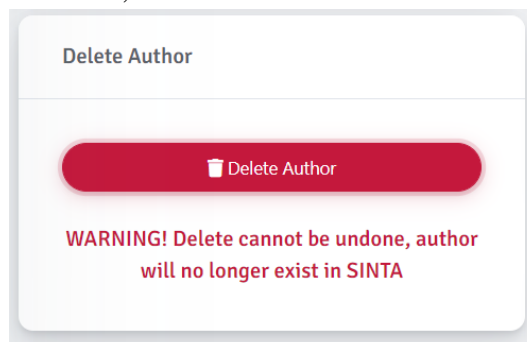 Delete Author
Delete Author
WARNING! Delete cannot be undone, author
will no longer exist in SINTA